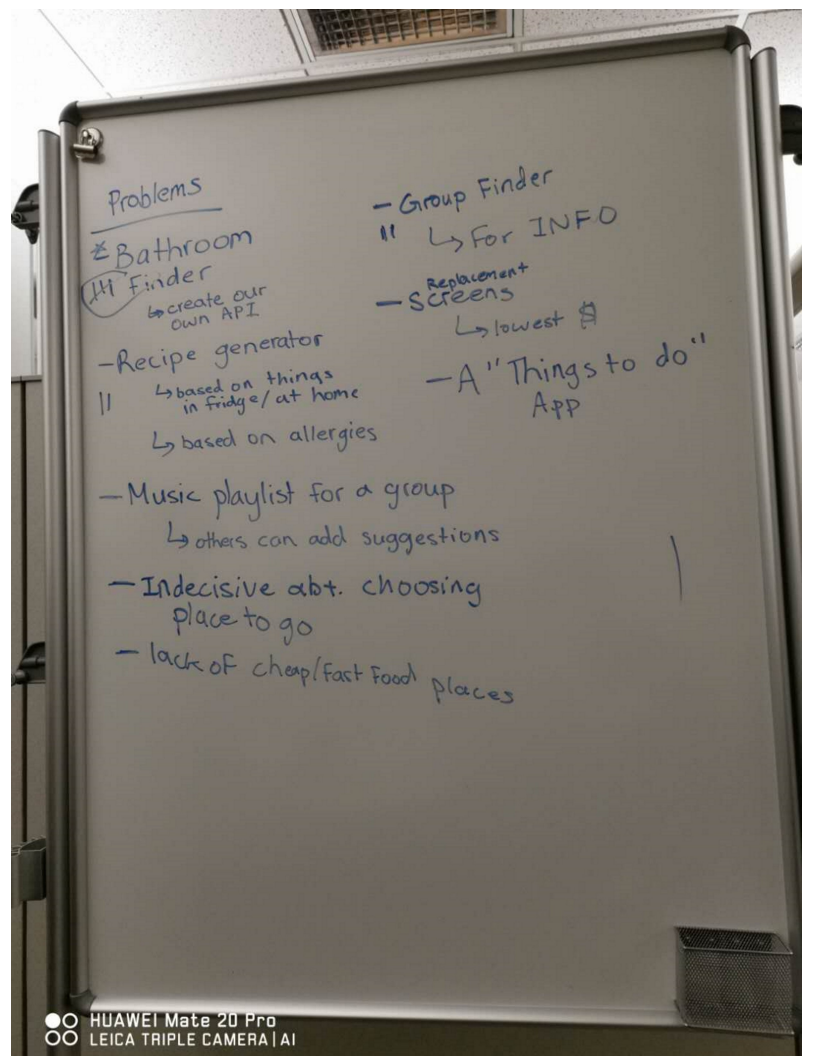 Problems
* Bathroom
Finder
↳ create our
own API
- Recipe generator
|| ↳ based on things
in fridge/at home
↳ based on allergies
- Music playlist for a group
↳ others can add suggestions
- Indecisive abt. choosing
place to go
- lack of cheap/fast food places
- Group Finder
|| ↳ For INFO
Replacement
- Screens
↳ lowest $
- A "Things to do"
App
HUAWEI Mate 20 Pro
LEICA TRIPLE CAMERA | AI